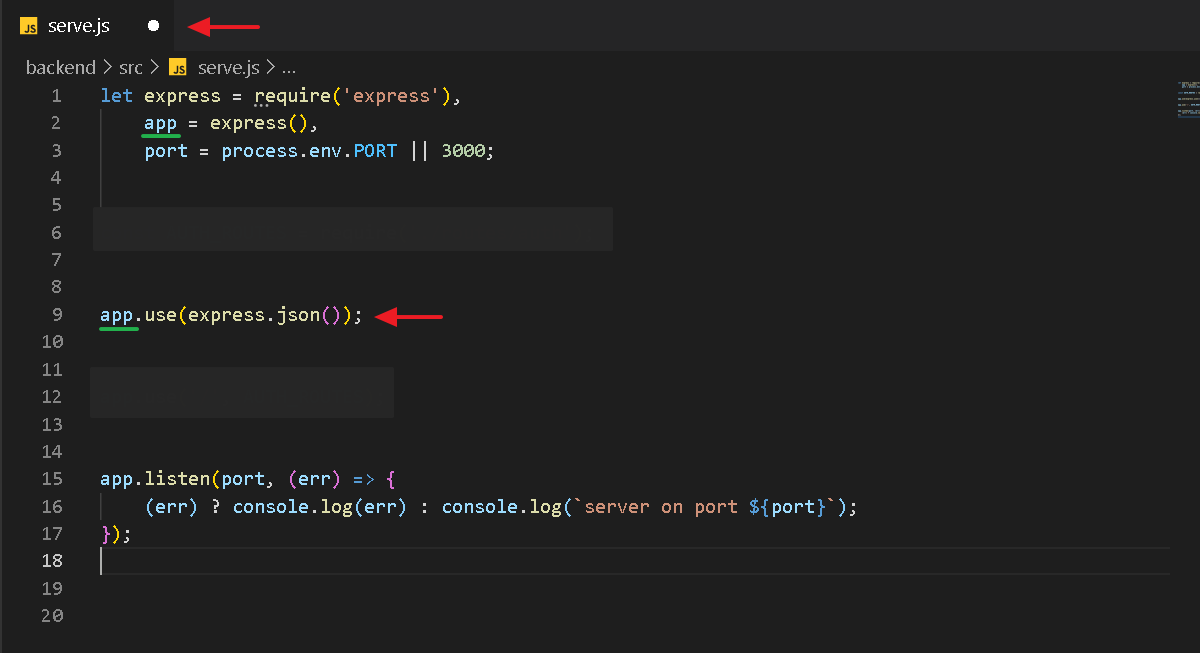 JS serve.js
backend > src > JS serve.js > ...
1 let express = require('express'),
2 app = express(),
3 port = process.env.PORT || 3000;
4
5
6
7
8
9 app.use(express.json());
10
11
12
13
14
15 app.listen(port, (err) => {
16 (err) ? console.log(err) : console.log(`server on port ${port}`);
17 });
18
19
20